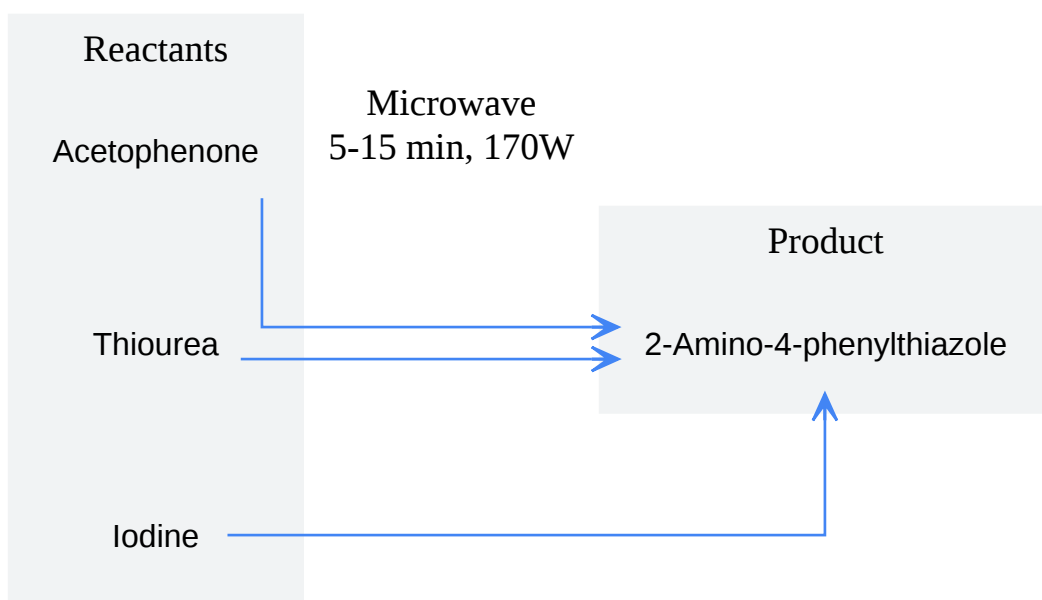 Reactants
Acetophenone
Thiourea
Iodine
Microwave
5-15 min, 170W
Product
2-Amino-4-phenylthiazole